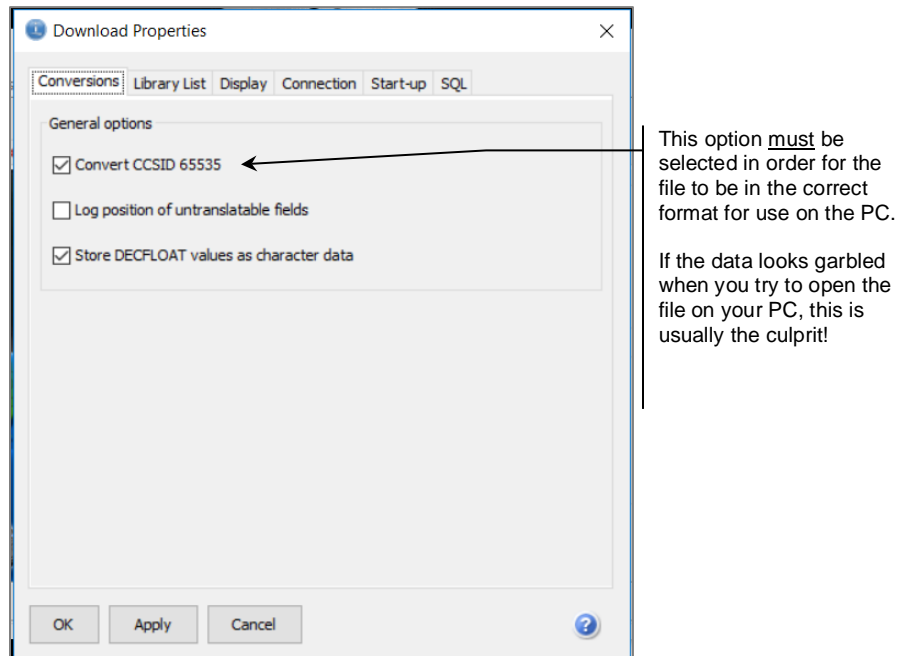 Download Properties
Conversions Library List Display Connection Start-up SQL
General options
Convert CCSID 65535
Log position of untranslatable fields
Store DECFLOAT values as character data
OK Apply Cancel ?
This option must be
selected in order for the
file to be in the correct
format for use on the PC.
If the data looks garbled
when you try to open the
file on your PC, this is
usually the culprit!